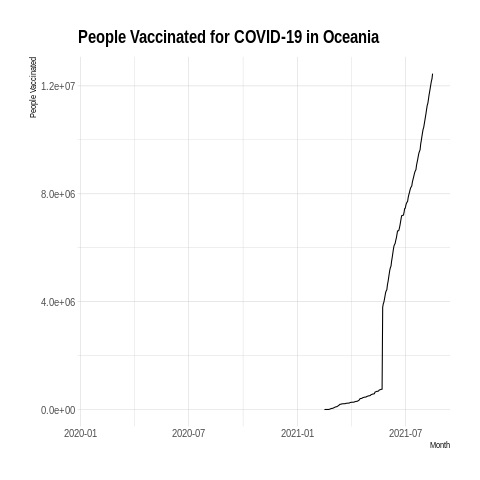 People Vaccinated for COVID-19 in Oceania
People Vaccinated
1.2e+07
8.0e+06
4.0e+06
0.0e+00
2020-01 2020-07 2021-01 2021-07
Month